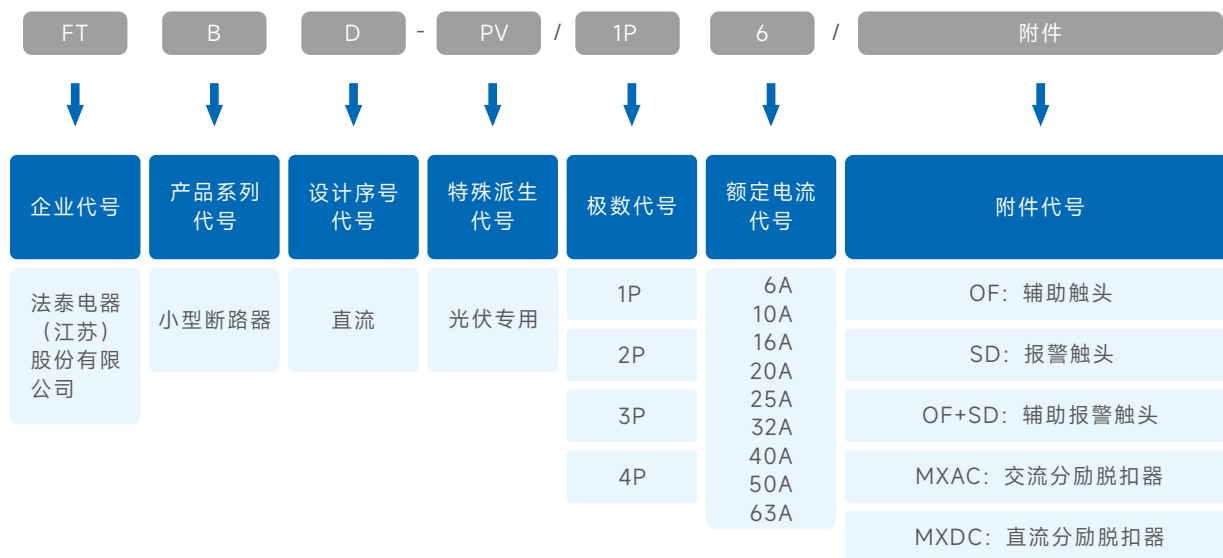 FT B D - PV / 1P 6 / 附件
企业代号
产品系列
代号
设计序号
代号
特殊派生
代号
极数代号
额定电流
代号
附件代号
法泰电器
（江苏）
股份有限
公司
小型断路器
直流
光伏专用
1P
2P
3P
4P
6A
10A
16A
20A
25A
32A
40A
50A
63A
OF: 辅助触头
SD: 报警触头
OF+SD: 辅助报警触头
MXAC: 交流分励脱扣器
MXDC: 直流分励脱扣器